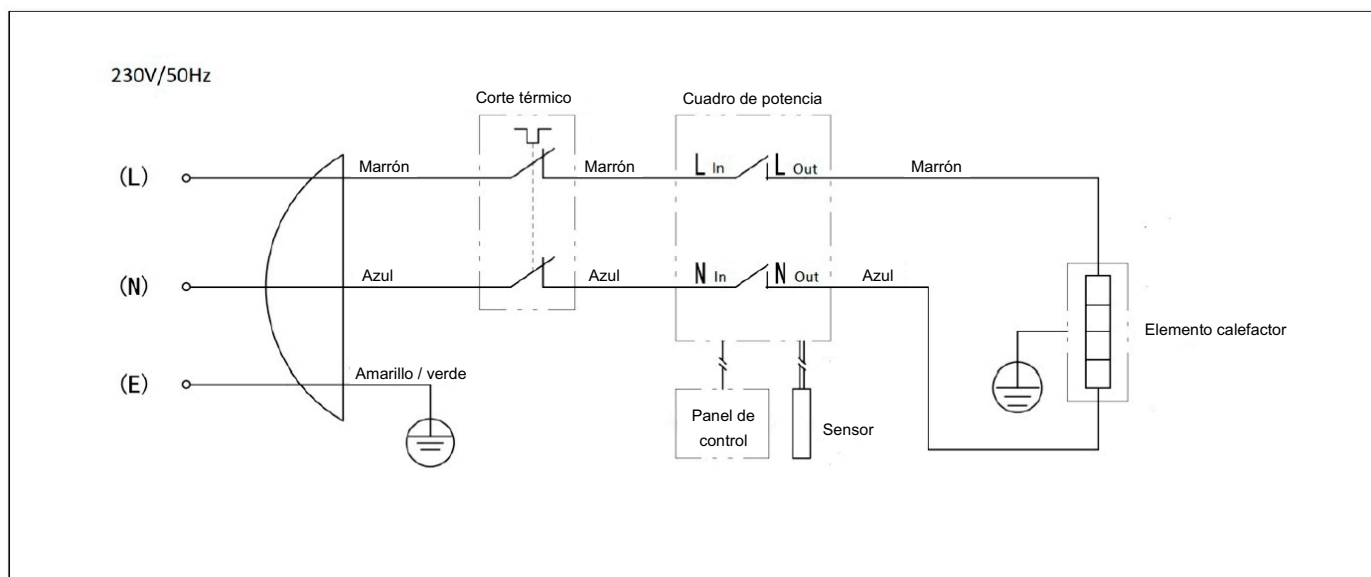 230V/50Hz
Corte térmico
Cuadro de potencia
(L)
Marrón
Marrón
L In
L Out
Marrón
(N)
Azul
Azul
N In
N Out
Azul
Elemento calefactor
(E)
Amarillo / verde
Panel de
control
Sensor